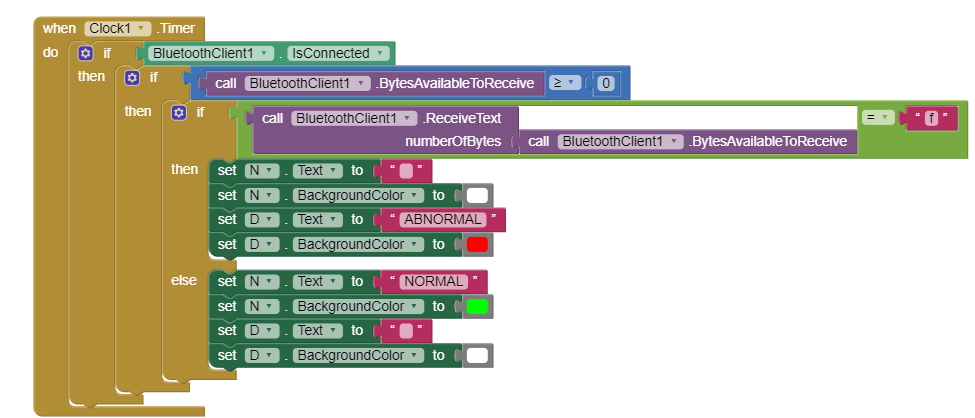 when Clock1 .Timer
do if BluetoothClient1 . IsConnected
then if call BluetoothClient1 .BytesAvailableToReceive ≥ 0
then if call BluetoothClient1 .ReceiveText = “ f ”
numberOfBytes call BluetoothClient1 .BytesAvailableToReceive
then set N . Text to “ ”
set N . BackgroundColor to
set D . Text to “ ABNORMAL ”
set D . BackgroundColor to
else set N . Text to “ NORMAL ”
set N . BackgroundColor to
set D . Text to “ ”
set D . BackgroundColor to